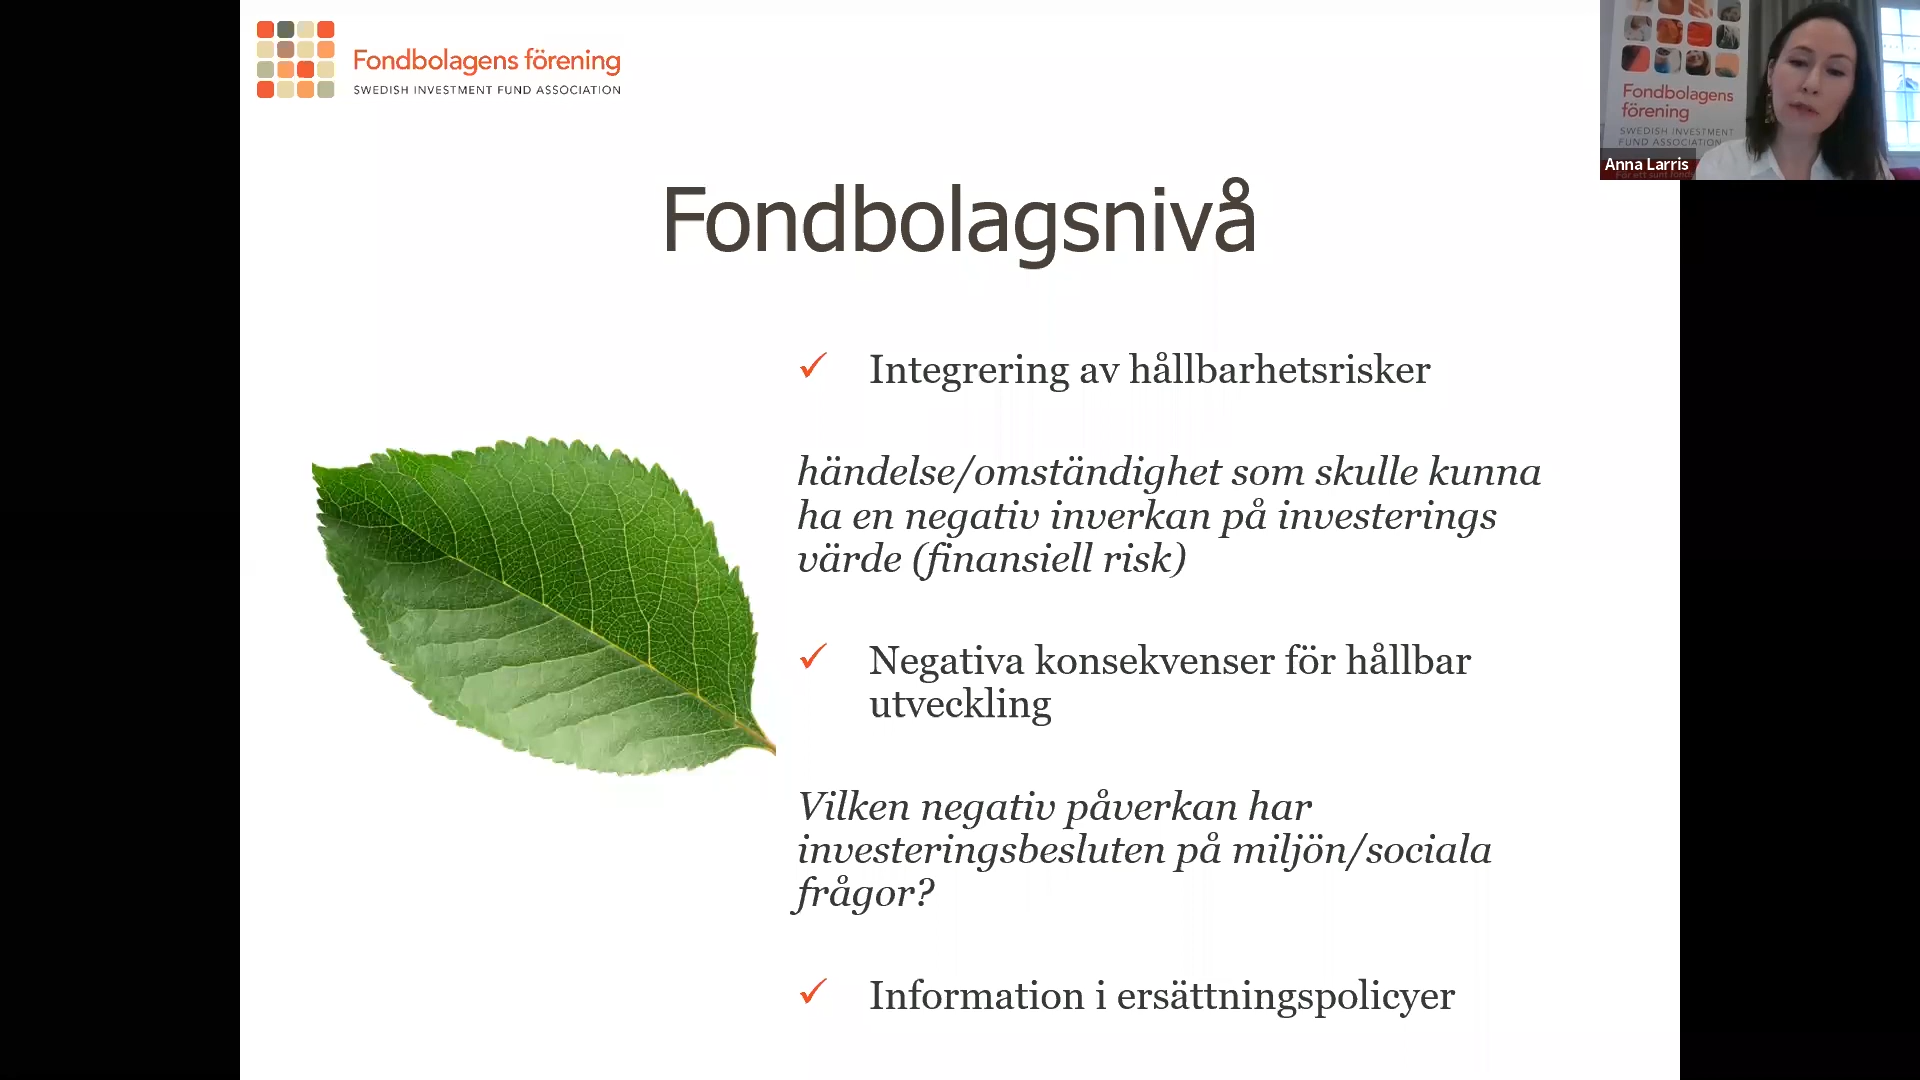 Fondbolagens förening
SWEDISH INVESTMENT FUND ASSOCIATION
Fondbolagens
förening
SWEDISH INVESTMENT
FUND ASSOCIATION
Anna Larris
Fondbolagsnivå
✓ Integrering av hållbarhetsrisker
händelse/omständighet som skulle kunna
ha en negativ inverkan på investerings
värde (finansiell risk)
✓ Negativa konsekvenser för hållbar
utveckling
Vilken negativ påverkan har
investeringsbesluten på miljön/sociala
frågor?
✓ Information i ersättningspolicyer